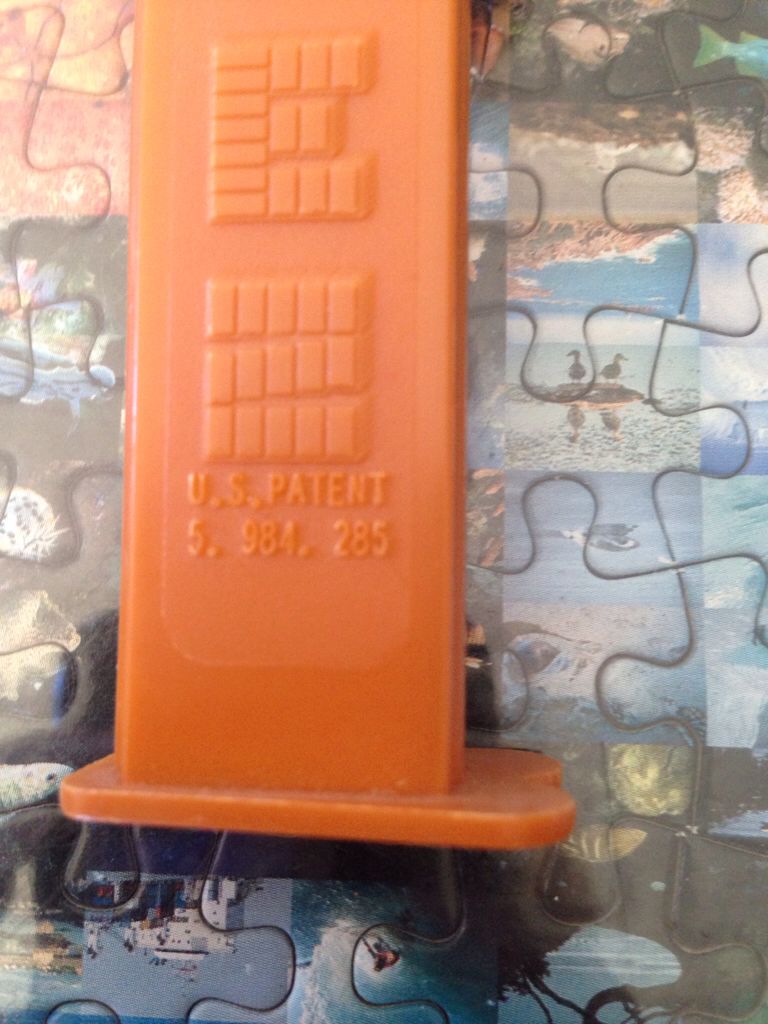 E
Z
U.S. PATENT
5. 984. 285